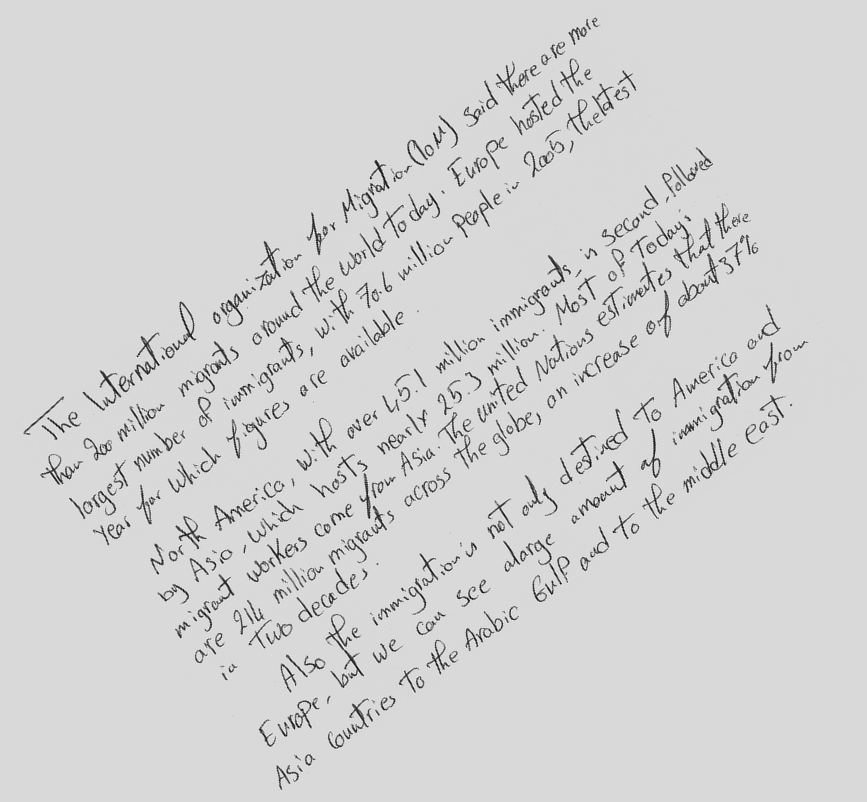 The International organization for Migration (IOM) said there are more
than 200 million migrants around the world today. Europe hosted the
largest number of immigrants, with 70.6 million people in 2005, the latest
year for which figures are available.
North America, with over 45.1 million immigrants, is second, followed
by Asia, which hosts nearly 25.3 million. Most of Today's
migrant workers come from Asia. The united Nations estimates that there
are 214 million migrants across the globe, an increase of about 37%
in Two decades.
Also the immigration is not only destined To America and
Europe, but we can see alarge amount of immigration from
Asia Countries to the Arabic Gulf and to the middle east.